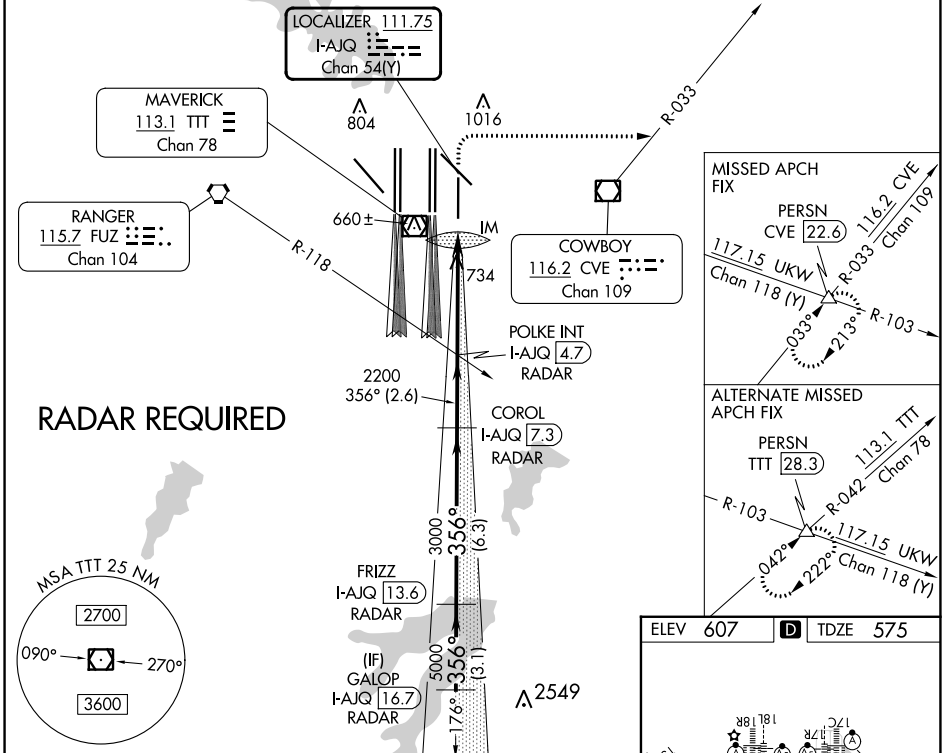 LOCALIZER 111.75
I-AJQ
Chan 54(Y)
MAVERICK
113.1 TTT
Chan 78
804
1016
R-033
RANGER
115.7 FUZ
Chan 104
660 ±
IM
R-118
734
COWBOY
116.2 CVE
Chan 109
POLKE INT
I-AJQ 4.7
RADAR
2200
356° (2.6)
RADAR REQUIRED
COROL
I-AJQ 7.3
RADAR
3000
356°
(6.3)
FRIZZ
I-AJQ 13.6
RADAR
5000
356°
(3.1)
(IF)
GALOP
I-AJQ 16.7
RADAR
176°
2549
MSA TTT 25 NM
2700
090°
270°
3600
MISSED APCH
FIX
PERSN
CVE 22.6
116.2 CVE
Chan 109
R-033
117.15 UKW
Chan 118 (Y)
R-103
033°
213°
ALTERNATE MISSED
APCH FIX
PERSN
TTT 28.3
113.1 TTT
Chan 78
R-042
R-103
117.15 UKW
Chan 118 (Y)
042°
222°
ELEV 607 D TDZE 575
18R
18L
17R
17C
A